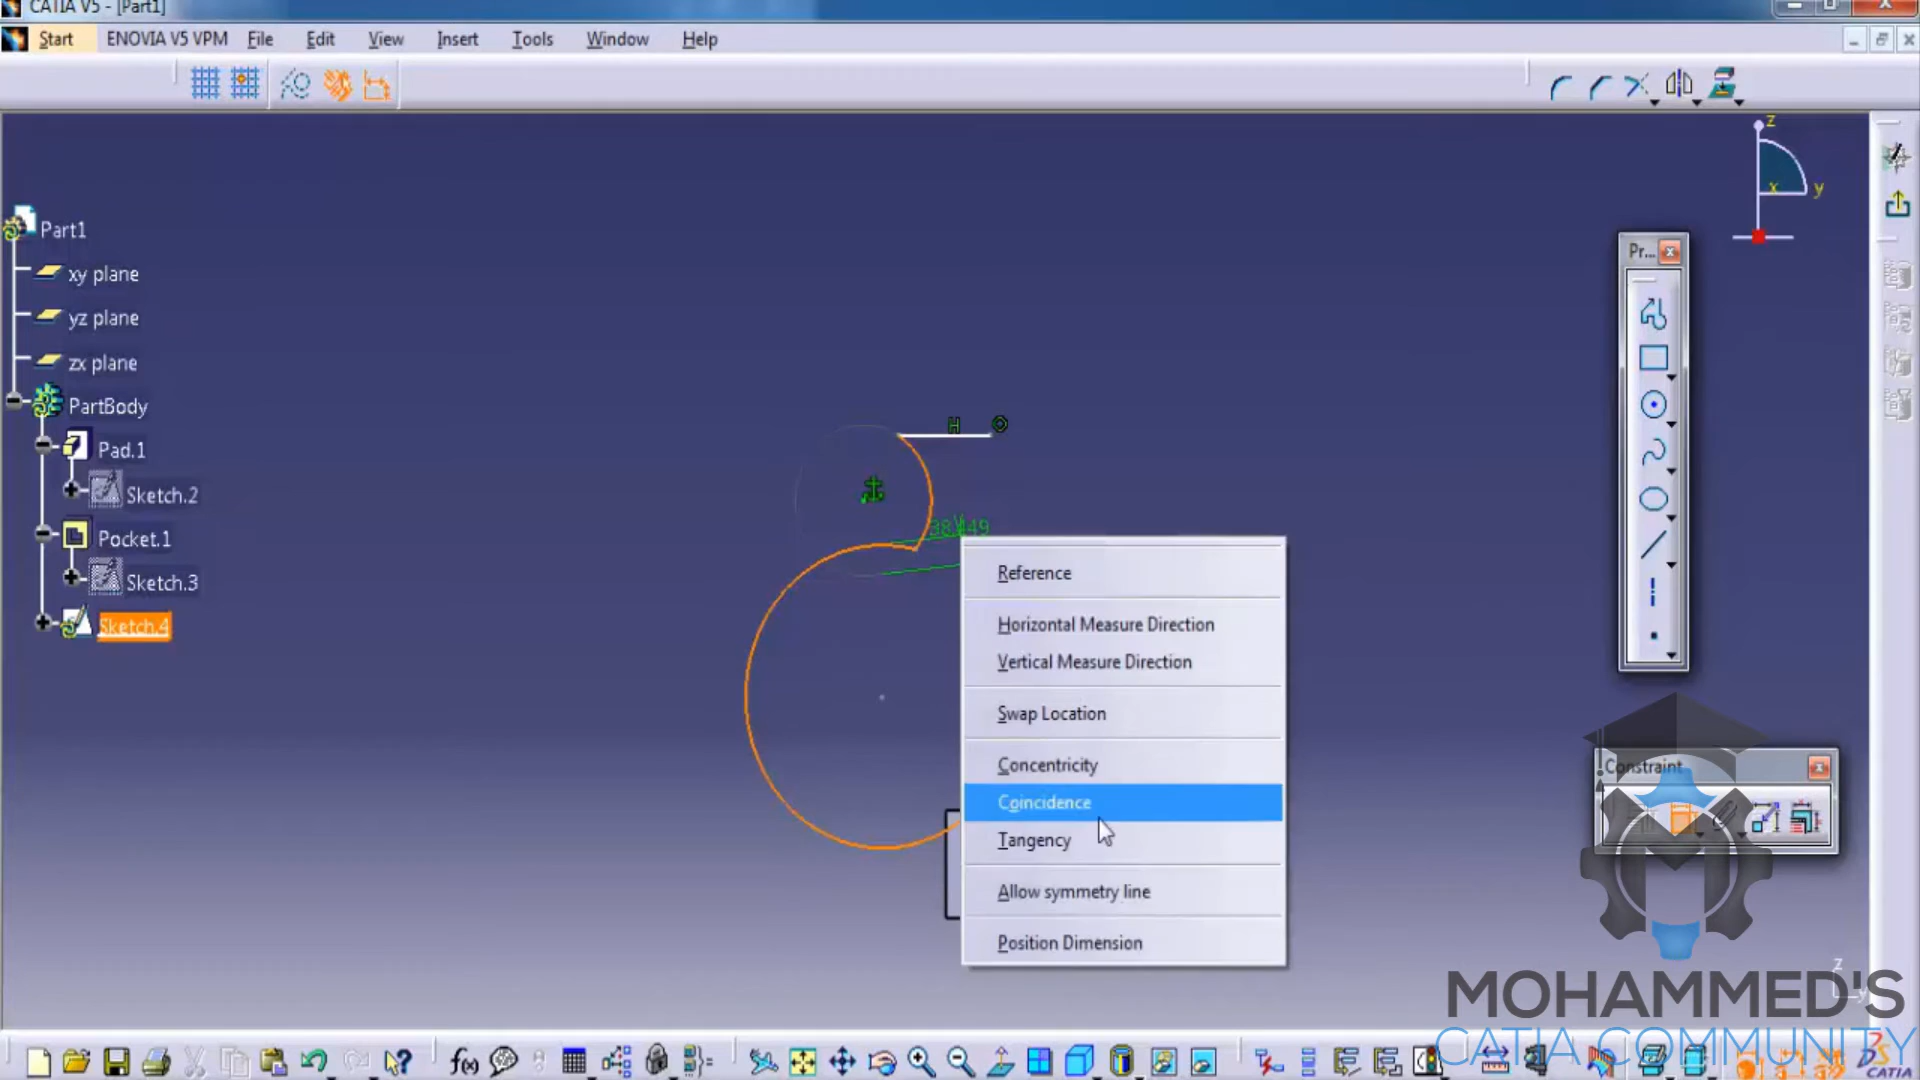 CATIA V5 - [Part1]
Start ENOVIA V5 VPM File Edit View Insert Tools Window Help
z
x y
Part1
xy plane
yz plane
zx plane
PartBody
Pad.1
Sketch.2
Pocket.1
Sketch.3
Sketch.4
H
V
Pr...
Reference
Horizontal Measure Direction
Vertical Measure Direction
Swap Location
Concentricity
Coincidence
Tangency
Allow symmetry line
Position Dimension
Constraint
z
y
MOHAMMED'S
CATIA COMMUNITY
f(x)
CATIA